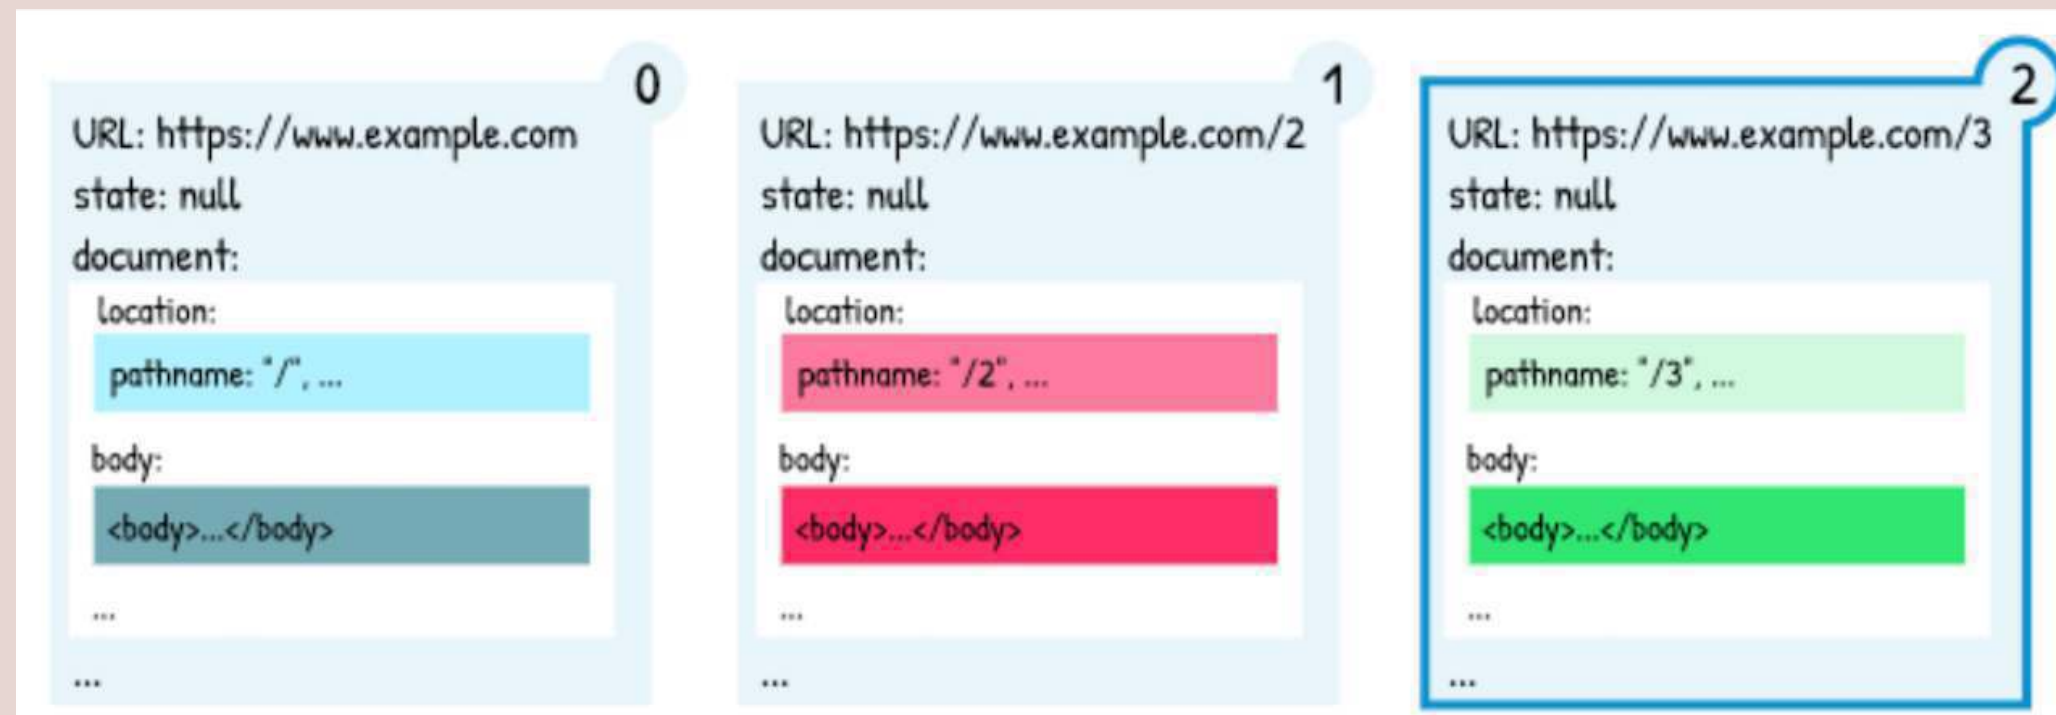 0
URL: https://www.example.com
state: null
document:
location:
pathname: "/", ...
body:
<body>...</body>
...
...
1
URL: https://www.example.com/2
state: null
document:
location:
pathname: "/2", ...
body:
<body>...</body>
...
...
2
URL: https://www.example.com/3
state: null
document:
location:
pathname: "/3", ...
body:
<body>...</body>
...
...